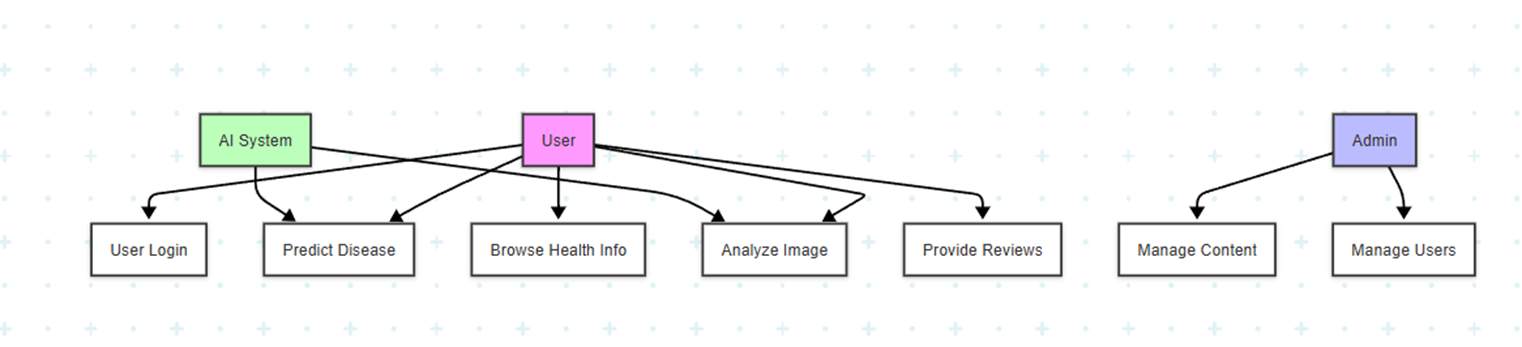 AI System
User
Admin
User Login
Predict Disease
Browse Health Info
Analyze Image
Provide Reviews
Manage Content
Manage Users